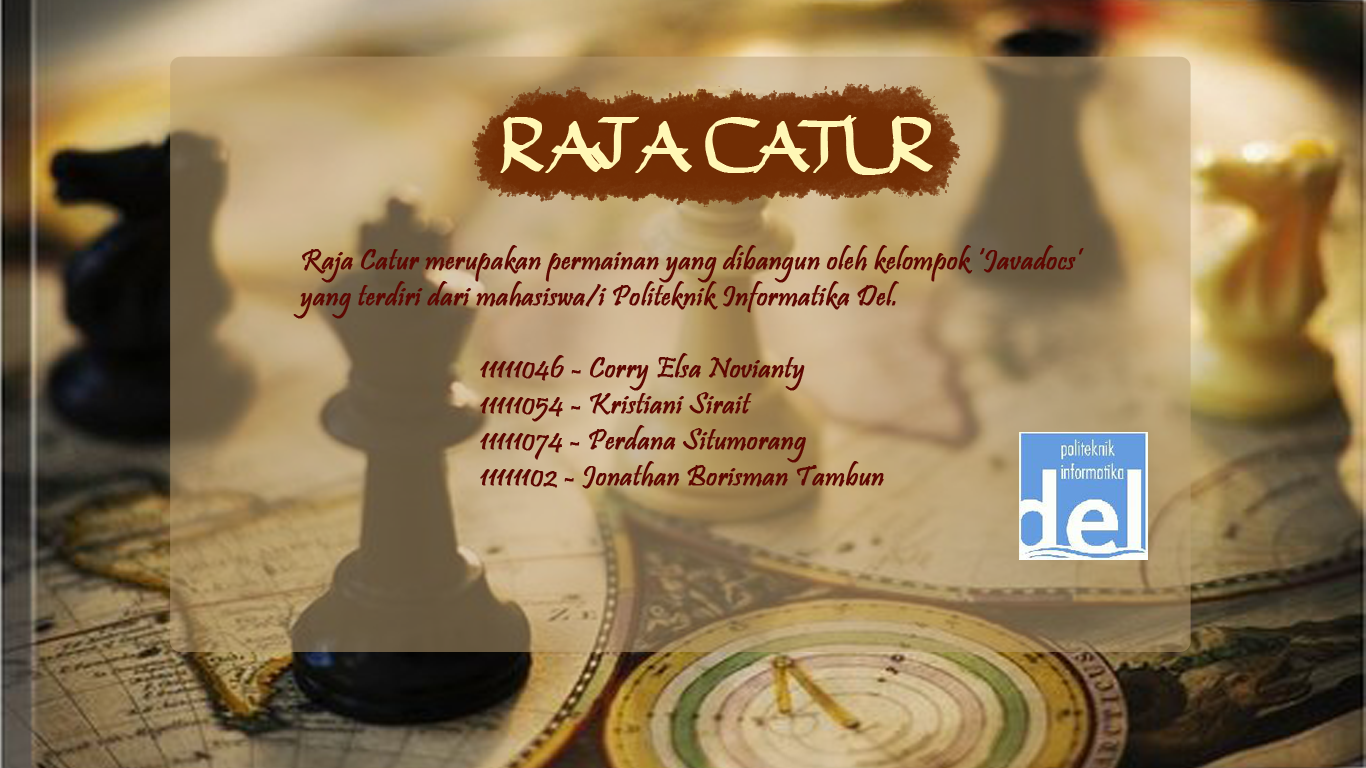 RAJA CATUR
Raja Catur merupakan permainan yang dibangun oleh kelompok 'Javadocs'
yang terdiri dari mahasiswa/i Politeknik Informatika Del.
11111046 - Corry Elsa Novianty
11111054 - Kristiani Sirait
11111074 - Perdana Situmorang
11111102 - Jonathan Borisman Tambun
politeknik
informatika
del